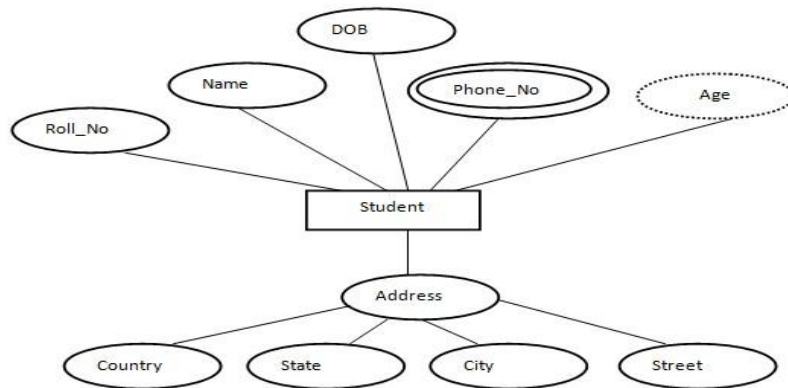 DOB
Name
Phone_No
Age
Roll_No
Student
Address
Country
State
City
Street